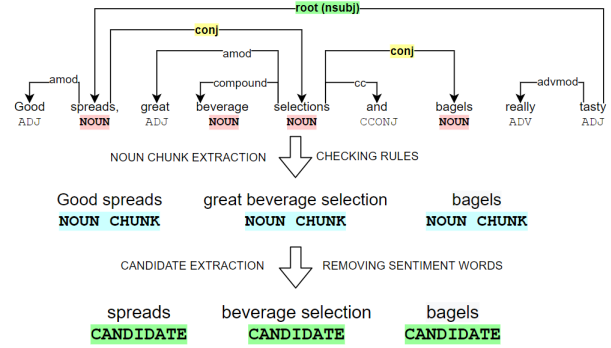 root (nsubj)
conj
amod
conj
amod compound cc advmod
Good spreads, great beverage selections and bagels really tasty
ADJ NOUN ADJ NOUN NOUN CCONJ NOUN ADV ADJ
NOUN CHUNK EXTRACTION CHECKING RULES
Good spreads great beverage selection bagels
NOUN CHUNK NOUN CHUNK NOUN CHUNK
CANDIDATE EXTRACTION REMOVING SENTIMENT WORDS
spreads beverage selection bagels
CANDIDATE CANDIDATE CANDIDATE